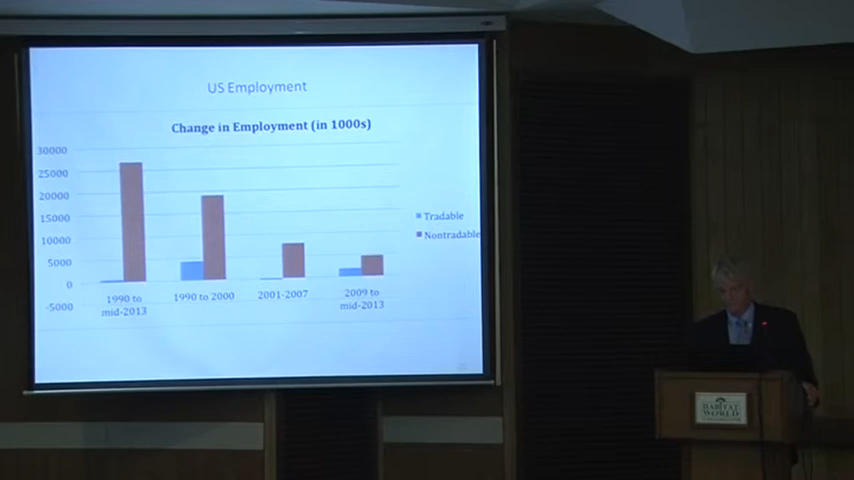 US Employment
Change in Employment (in 1000s)
30000
25000
20000
15000
10000
5000
0
-5000
1990 to
mid-2013
1990 to 2000
2001-2007
2009 to
mid-2013
Tradable
Nontradable
HABITAT
WORLD